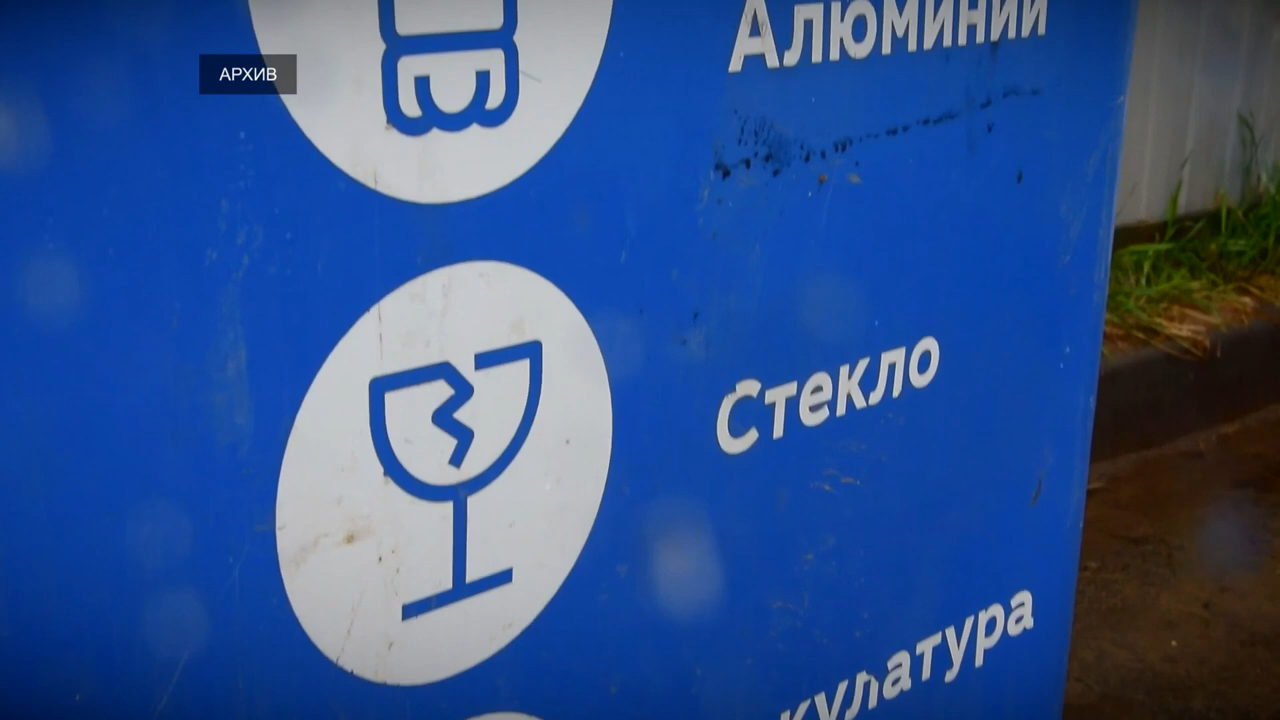 Алюминий
АРХИВ
Стекло
кулатура